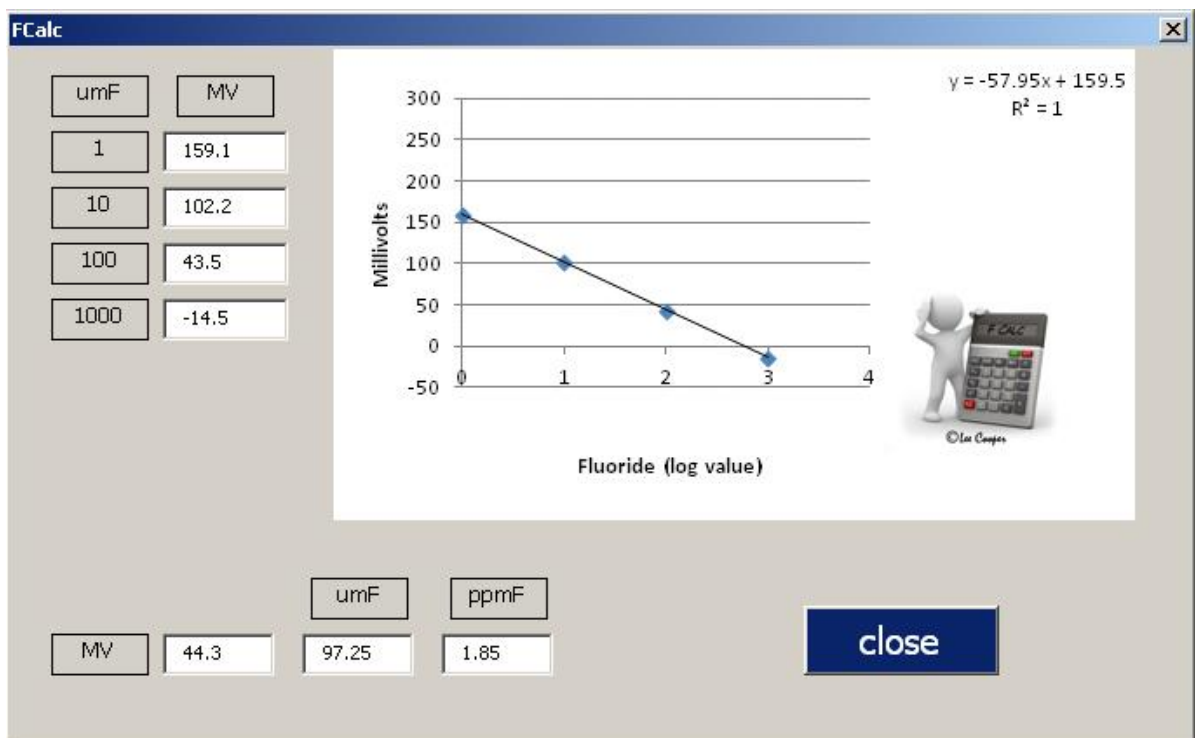 FCalc
umF MV
1 159.1
10 102.2
100 43.5
1000 -14.5
y = -57.95x + 159.5
R² = 1
300
250
200
150
100
50
0
-50
0 1 2 3 4
Millivolts
Fluoride (log value)
F CALC
©Lee Cooper
umF ppmF
MV 44.3 97.25 1.85
close